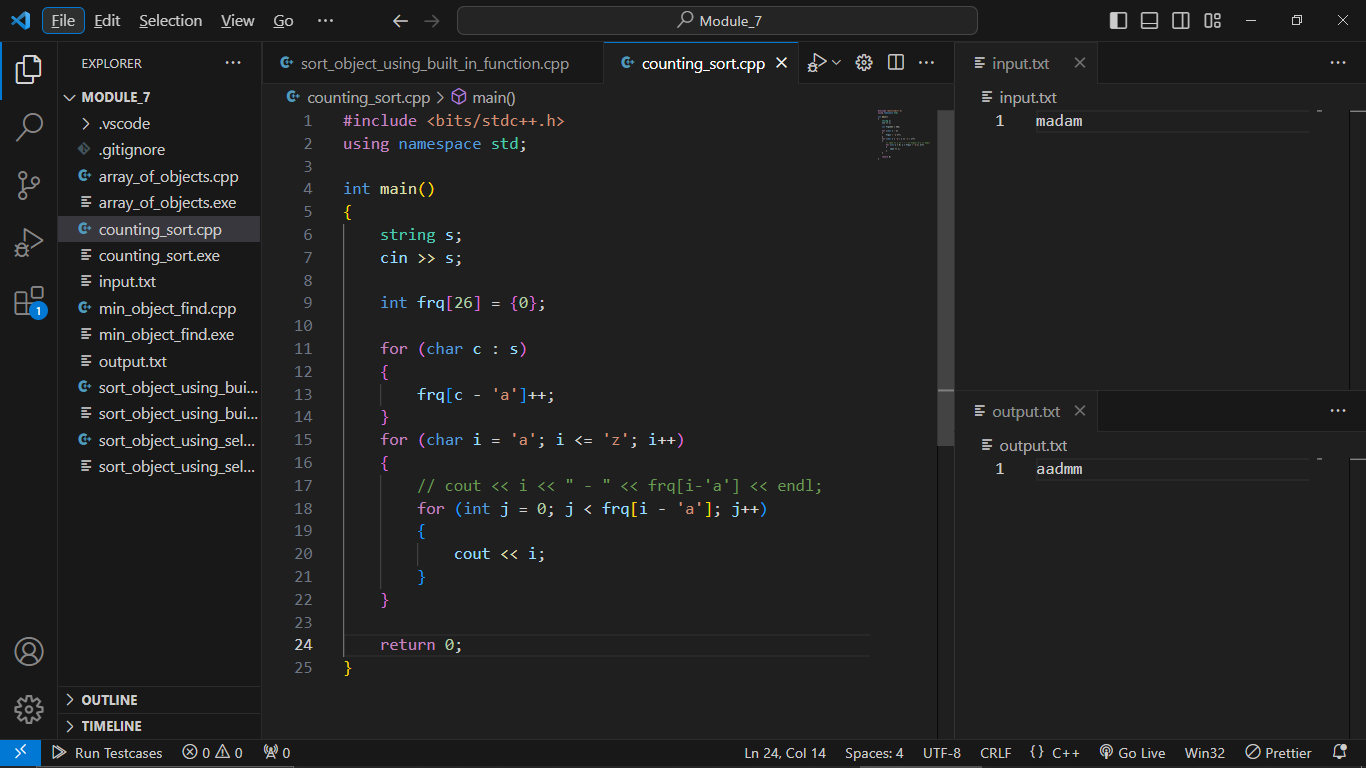 File Edit Selection View Go ··· Module_7
EXPLORER ···
MODULE_7
.vscode
.gitignore
array_of_objects.cpp
array_of_objects.exe
counting_sort.cpp
counting_sort.exe
input.txt
min_object_find.cpp
min_object_find.exe
output.txt
sort_object_using_bui...
sort_object_using_bui...
sort_object_using_sel...
sort_object_using_sel...
OUTLINE
TIMELINE
1
sort_object_using_built_in_function.cpp counting_sort.cpp
counting_sort.cpp > main()
1 #include <bits/stdc++.h>
2 using namespace std;
3
4 int main()
5 {
6     string s;
7     cin >> s;
8
9     int frq[26] = {0};
10
11     for (char c : s)
12     {
13         frq[c - 'a']++;
14     }
15     for (char i = 'a'; i <= 'z'; i++)
16     {
17         // cout << i << " - " << frq[i-'a'] << endl;
18         for (int j = 0; j < frq[i - 'a']; j++)
19         {
20             cout << i;
21         }
22     }
23
24     return 0;
25 }
input.txt
input.txt
1 madam
output.txt
output.txt
1 aadmm
Run Testcases 0 0 0 Ln 24, Col 14 Spaces: 4 UTF-8 CRLF {} C++ Go Live Win32 Prettier